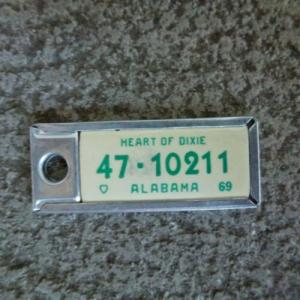 HEART OF DIXIE
47·10211
♡ ALABAMA 69